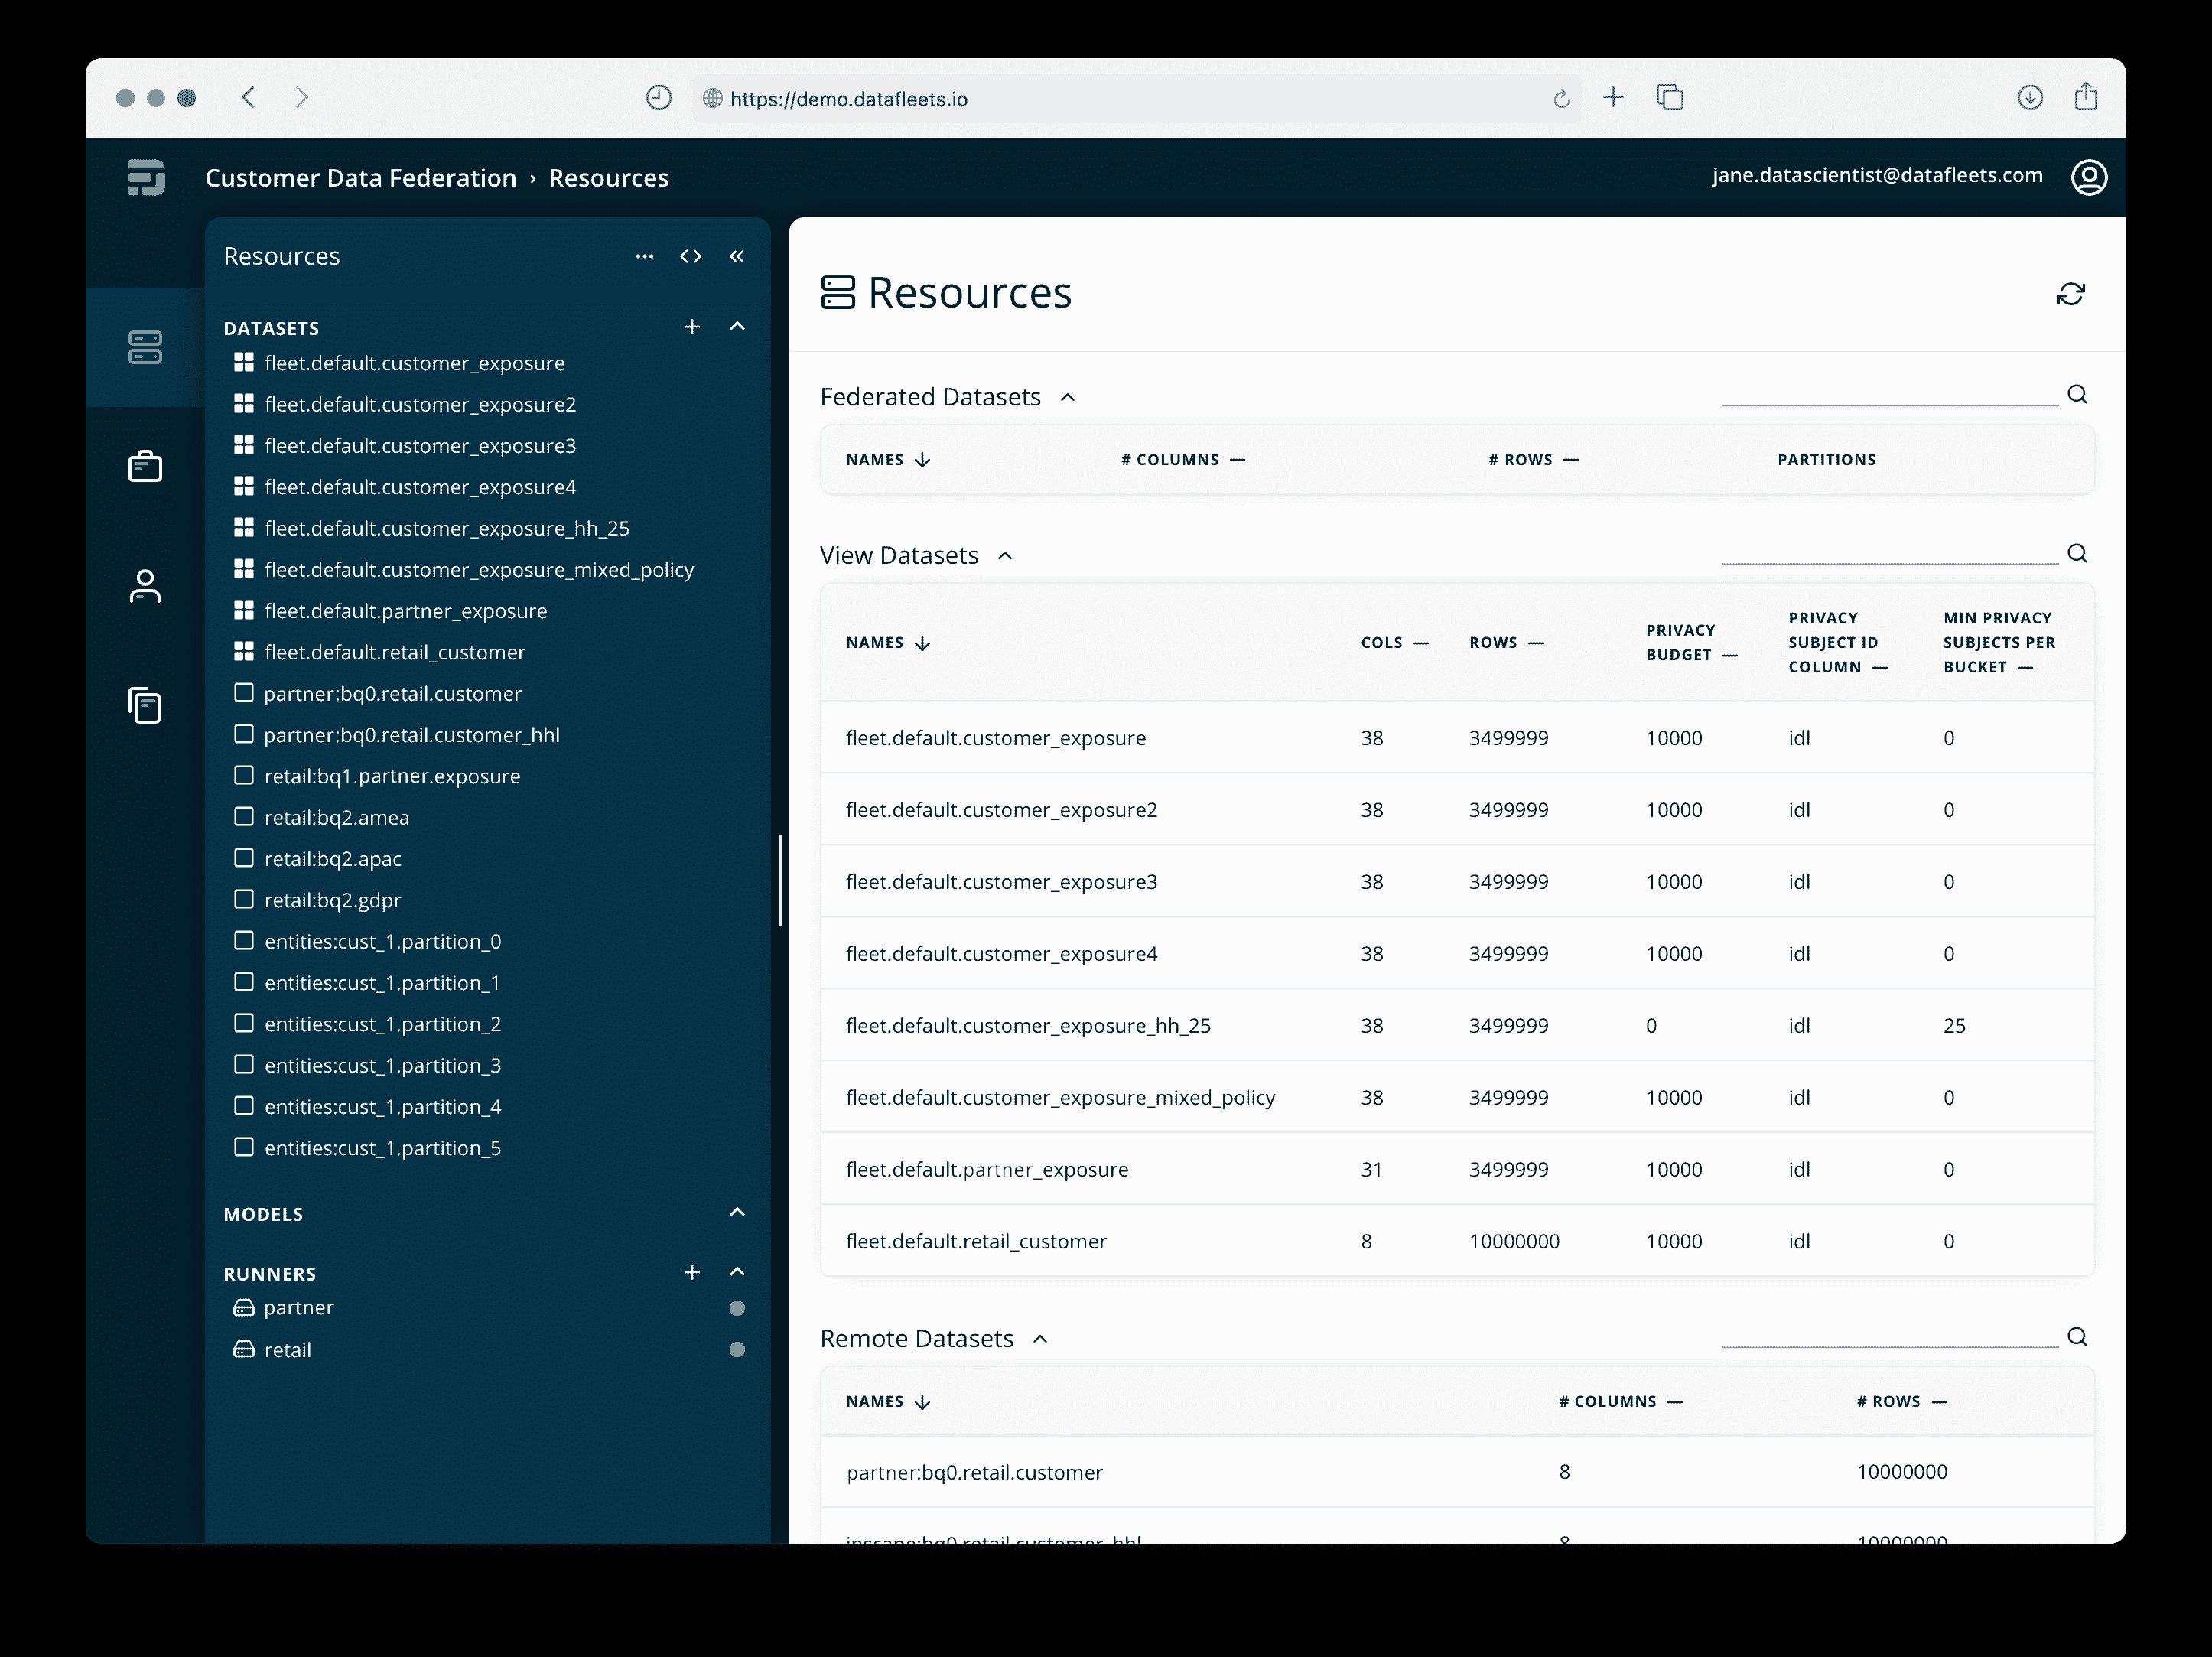 https://demo.datafleets.io
Customer Data Federation › Resources
jane.datascientist@datafleets.com
Resources
DATASETS
fleet.default.customer_exposure
fleet.default.customer_exposure2
fleet.default.customer_exposure3
fleet.default.customer_exposure4
fleet.default.customer_exposure_hh_25
fleet.default.customer_exposure_mixed_policy
fleet.default.partner_exposure
fleet.default.retail_customer
partner:bq0.retail.customer
partner:bq0.retail.customer_hhl
retail:bq1.partner.exposure
retail:bq2.amea
retail:bq2.apac
retail:bq2.gdpr
entities:cust_1.partition_0
entities:cust_1.partition_1
entities:cust_1.partition_2
entities:cust_1.partition_3
entities:cust_1.partition_4
entities:cust_1.partition_5
MODELS
RUNNERS
partner
retail
Resources
Federated Datasets
NAMES # COLUMNS # ROWS PARTITIONS
View Datasets
NAMES COLS ROWS PRIVACY BUDGET PRIVACY SUBJECT ID COLUMN MIN PRIVACY SUBJECTS PER BUCKET
fleet.default.customer_exposure 38 3499999 10000 idl 0
fleet.default.customer_exposure2 38 3499999 10000 idl 0
fleet.default.customer_exposure3 38 3499999 10000 idl 0
fleet.default.customer_exposure4 38 3499999 10000 idl 0
fleet.default.customer_exposure_hh_25 38 3499999 0 idl 25
fleet.default.customer_exposure_mixed_policy 38 3499999 10000 idl 0
fleet.default.partner_exposure 31 3499999 10000 idl 0
fleet.default.retail_customer 8 10000000 10000 idl 0
Remote Datasets
NAMES # COLUMNS # ROWS
partner:bq0.retail.customer 8 10000000
inscape:bq0.retail.customer_hhl 8 10000000